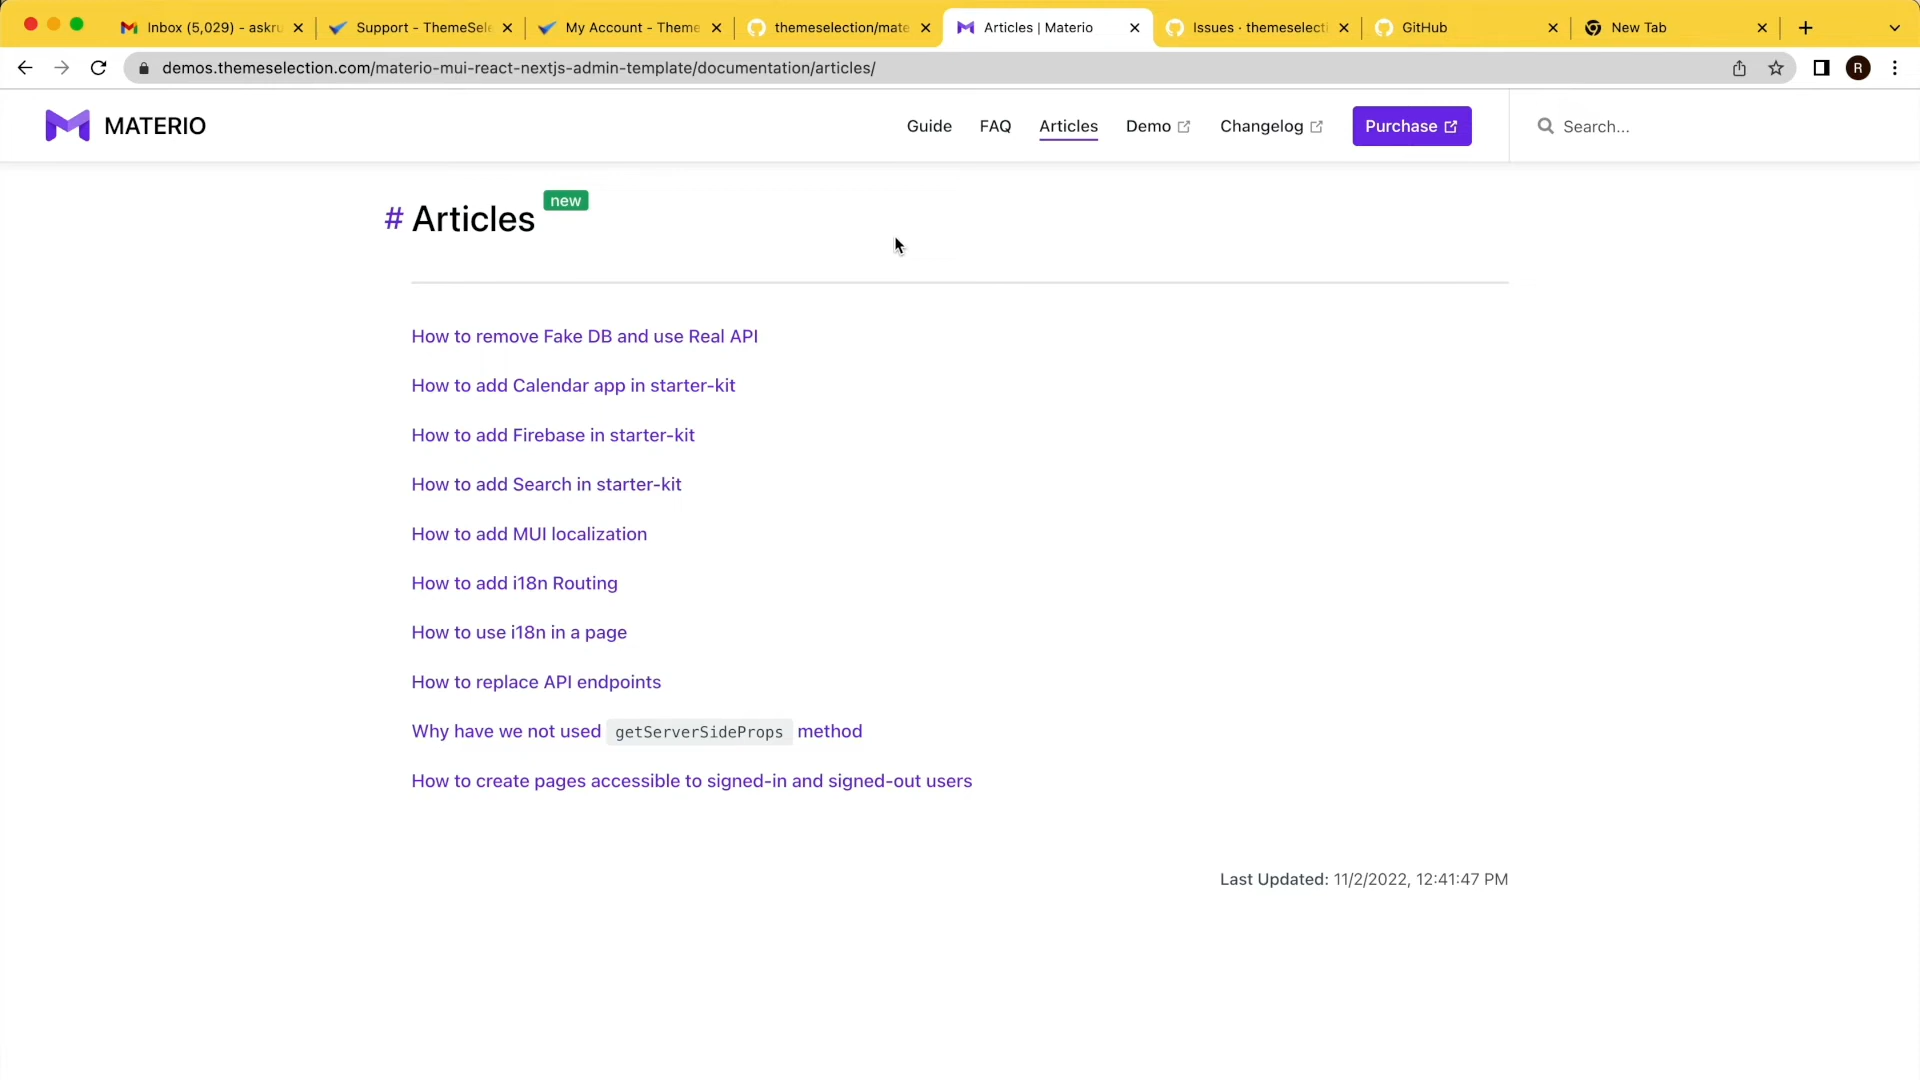 Inbox (5,029) - askru
Support - ThemeSele
My Account - Theme
themeselection/mate
Articles | Materio
Issues · themeselecti
GitHub
New Tab
demos.themeselection.com/materio-mui-react-nextjs-admin-template/documentation/articles/
R
MATERIO
Guide
FAQ
Articles
Demo
Changelog
Purchase
Search...
# Articles new
How to remove Fake DB and use Real API
How to add Calendar app in starter-kit
How to add Firebase in starter-kit
How to add Search in starter-kit
How to add MUI localization
How to add i18n Routing
How to use i18n in a page
How to replace API endpoints
Why have we not used getServerSideProps method
How to create pages accessible to signed-in and signed-out users
Last Updated: 11/2/2022, 12:41:47 PM